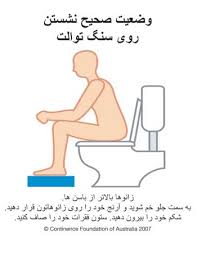 وضعیت صحیح نشستن
روی سنگ توالت
زانوها بالاتر از باسن ها.
به سمت جلو خم شوید و آرنج خود را روی زانوهاتون قرار دهید.
شکم خود را بیرون دهید. ستون فقرات خود را صاف کنید.
© Continence Foundation of Australia 2007